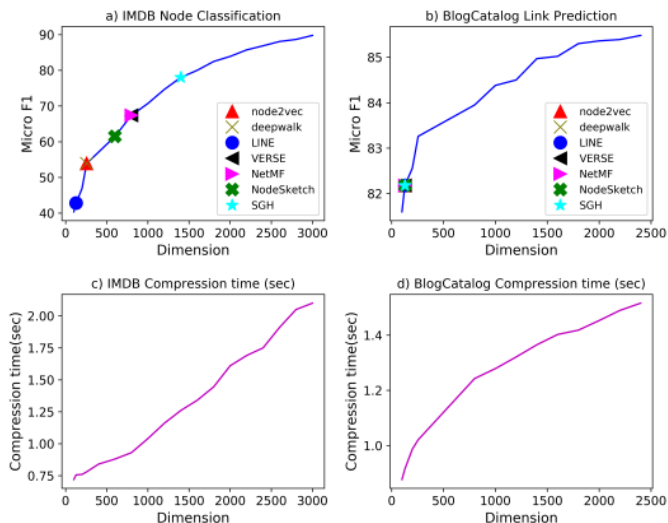 a) IMDB Node Classification
Micro F1
90
80
70
60
50
40
node2vec
deepwalk
LINE
VERSE
NetMF
NodeSketch
SGH
0 500 1000 1500 2000 2500 3000
Dimension
b) BlogCatalog Link Prediction
Micro F1
85
84
83
82
node2vec
deepwalk
LINE
VERSE
NetMF
NodeSketch
SGH
0 500 1000 1500 2000 2500
Dimension
c) IMDB Compression time (sec)
Compression time(sec)
2.00
1.75
1.50
1.25
1.00
0.75
0 500 1000 1500 2000 2500 3000
Dimension
d) BlogCatalog Compression time (sec)
Compression time(sec)
1.4
1.2
1.0
0 500 1000 1500 2000 2500
Dimension